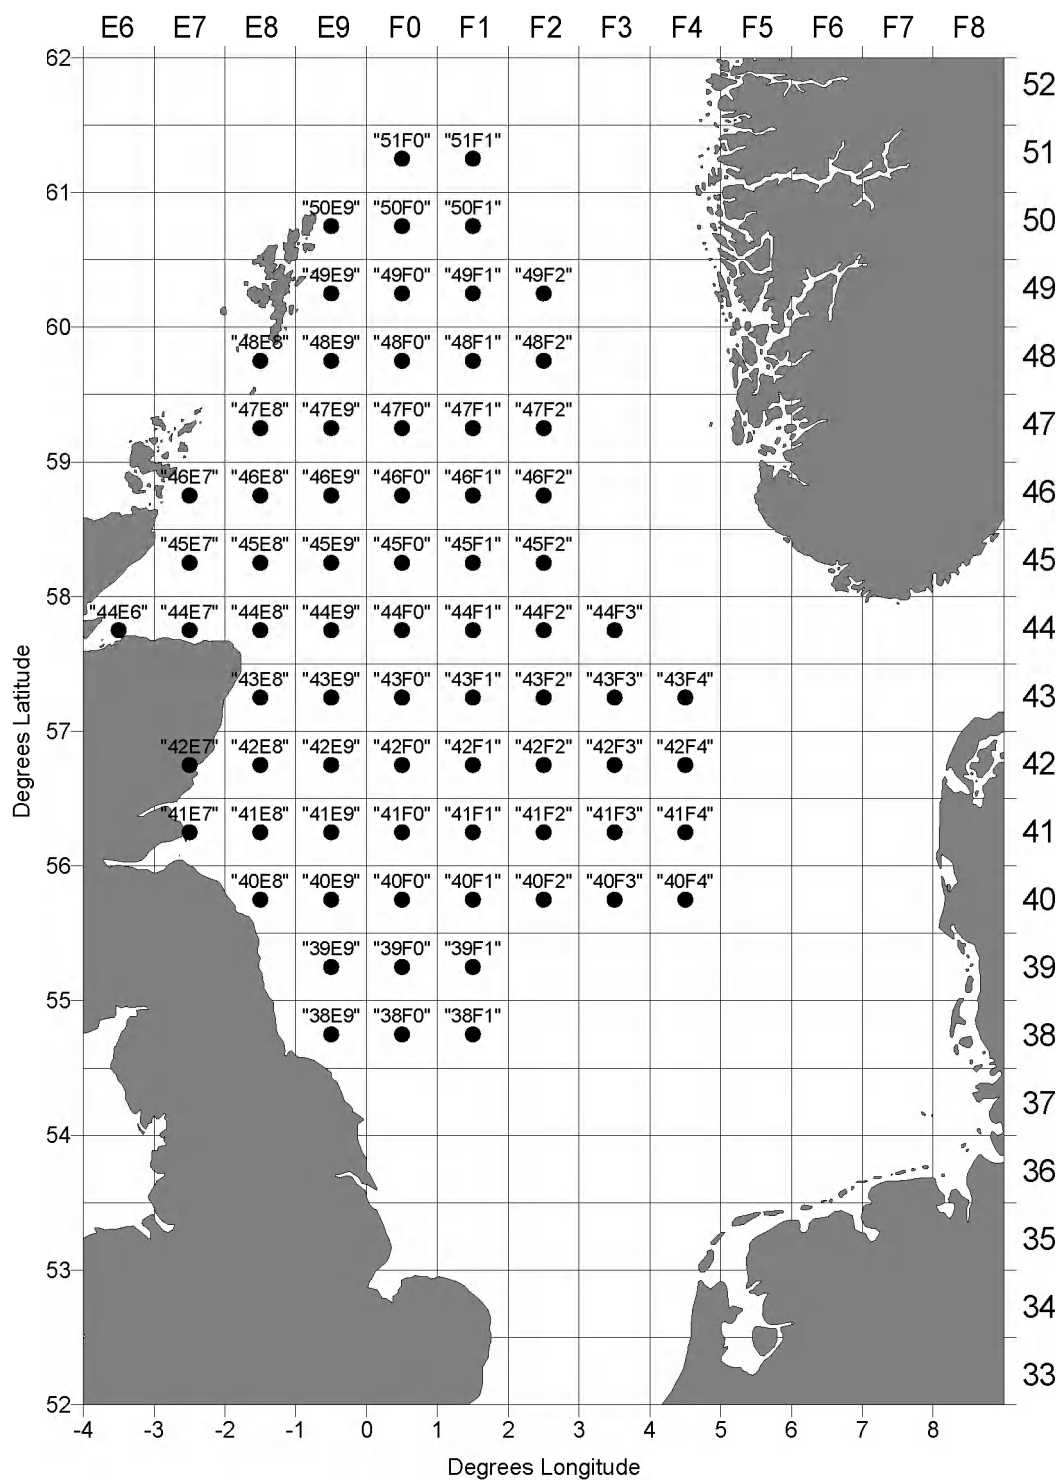 E6 E7 E8 E9 F0 F1 F2 F3 F4 F5 F6 F7 F8
62
52
"51F0" "51F1"
51
61
"50E9" "50F0" "50F1"
50
"49E9" "49F0" "49F1" "49F2"
49
60
"48E8" "48E9" "48F0" "48F1" "48F2"
48
"47E8" "47E9" "47F0" "47F1" "47F2"
47
59
"46E7" "46E8" "46E9" "46F0" "46F1" "46F2"
46
"45E7" "45E8" "45E9" "45F0" "45F1" "45F2"
45
58
"44E6" "44E7" "44E8" "44E9" "44F0" "44F1" "44F2" "44F3"
44
"43E8" "43E9" "43F0" "43F1" "43F2" "43F3" "43F4"
43
57
"42E7" "42E8" "42E9" "42F0" "42F1" "42F2" "42F3" "42F4"
42
"41E7" "41E8" "41E9" "41F0" "41F1" "41F2" "41F3" "41F4"
41
56
"40E8" "40E9" "40F0" "40F1" "40F2" "40F3" "40F4"
40
"39E9" "39F0" "39F1"
39
55
"38E9" "38F0" "38F1"
38
37
54
36
35
53
34
33
52
Degrees Latitude
-4 -3 -2 -1 0 1 2 3 4 5 6 7 8
Degrees Longitude